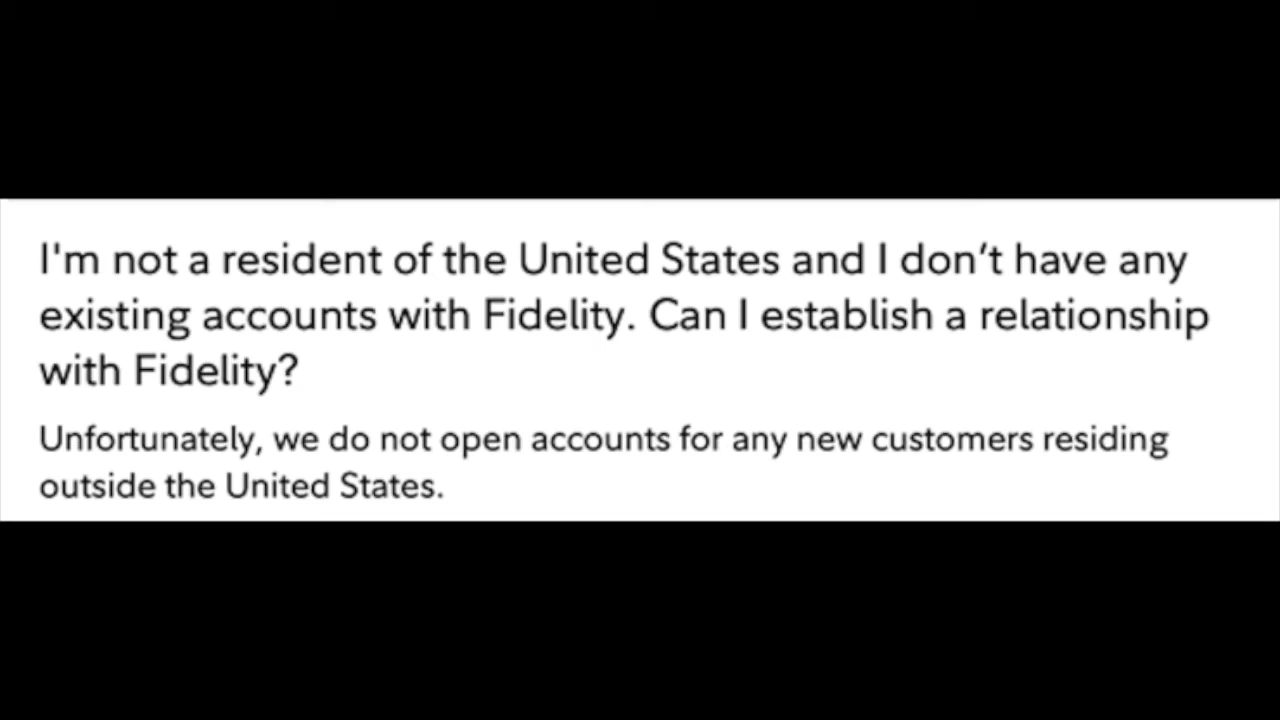 I'm not a resident of the United States and I don’t have any
existing accounts with Fidelity. Can I establish a relationship
with Fidelity?
Unfortunately, we do not open accounts for any new customers residing
outside the United States.